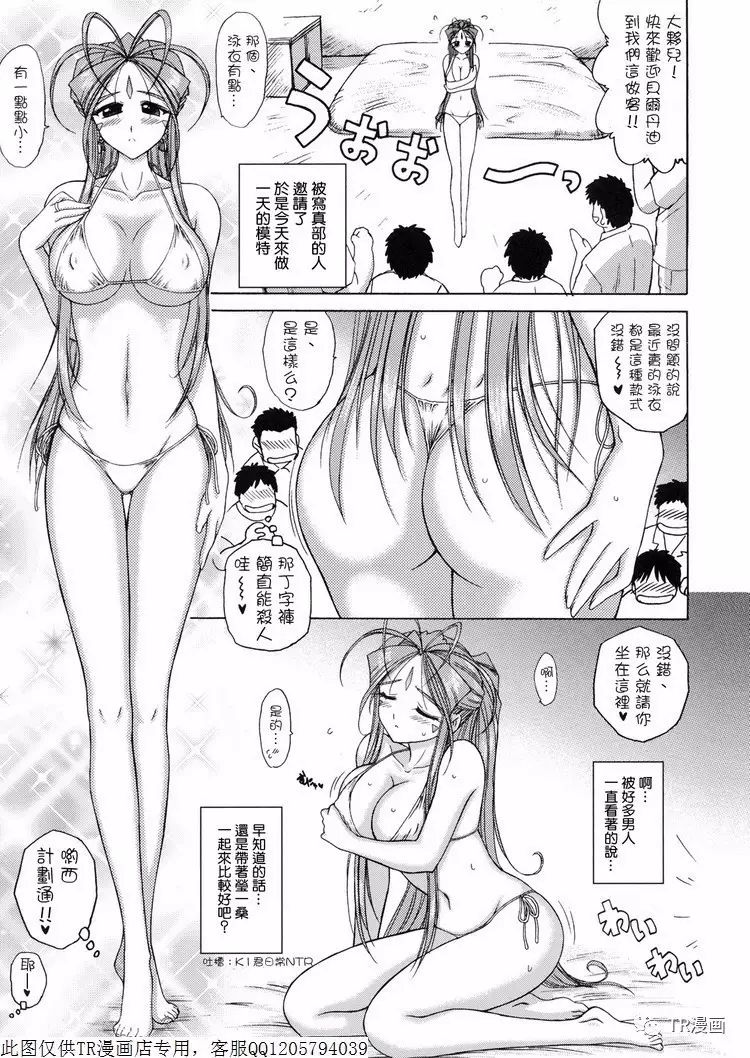 大夥兒！
快來歡迎貝爾丹迪
到我們這做客！！
うおおーーっ
那個、
泳衣有點…
有一點點小…
被寫真部的人
邀請了
於是今天來做
一天的模特
沒問題的說
最近賣的泳衣
都是這種款式
沒錯～～♥
是、
是這樣么？
那丁字褲
簡直能殺人
哇～～♥
沒錯、
那么就請你
坐在這裡
♥
啊…
是的…
啊…
被好多男人
一直看著的說…
早知道的話…
還是帶著螢一桑
一起來比較好吧？
吐槽：K1君日常NTR
わいわい
喲西
計劃通！！
♥
耶ー♥
TR漫画
此图仅供TR漫画店专用，客服QQ1205794039